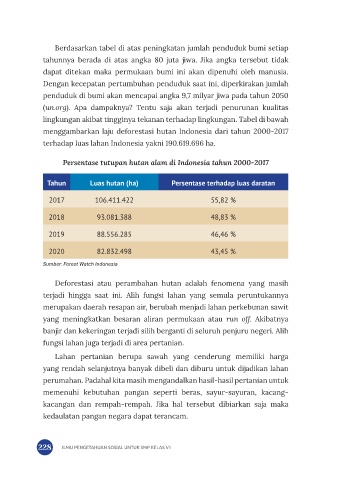 Berdasarkan tabel di atas peningkatan jumlah penduduk bumi setiap
tahunnya berada di atas angka 80 juta jiwa. Jika angka tersebut tidak
dapat ditekan maka permukaan bumi ini akan dipenuhi oleh manusia.
Dengan kecepatan pertumbuhan penduduk saat ini, diperkirakan jumlah
penduduk di bumi akan mencapai angka 9,7 milyar jiwa pada tahun 2050
(un.org). Apa dampaknya? Tentu saja akan terjadi penurunan kualitas
lingkungan akibat tingginya tekanan terhadap lingkungan. Tabel di bawah
menggambarkan laju deforestasi hutan Indonesia dari tahun 2000-2017
terhadap luas lahan Indonesia yakni 190.619.696 ha.
Persentase tutupan hutan alam di Indonesia tahun 2000-2017
Tahun Luas hutan (ha) Persentase terhadap luas daratan
2017 106.411.422 55,82 %
2018 93.081.388 48,83 %
2019 88.556.285 46,46 %
2020 82.832.498 43,45 %
Sumber: Forest Watch Indonesia
Deforestasi atau perambahan hutan adalah fenomena yang masih
terjadi hingga saat ini. Alih fungsi lahan yang semula peruntukannya
merupakan daerah resapan air, berubah menjadi lahan perkebunan sawit
yang meningkatkan besaran aliran permukaan atau run off. Akibatnya
banjir dan kekeringan terjadi silih berganti di seluruh penjuru negeri. Alih
fungsi lahan juga terjadi di area pertanian.
Lahan pertanian berupa sawah yang cenderung memiliki harga
yang rendah selanjutnya banyak dibeli dan diburu untuk dijadikan lahan
perumahan. Padahal kita masih mengandalkan hasil-hasil pertanian untuk
memenuhi kebutuhan pangan seperti beras, sayur-sayuran, kacang-
kacangan dan rempah-rempah. Jika hal tersebut dibiarkan saja maka
kedaulatan pangan negara dapat terancam.
228 ILMU PENGETAHUAN SOSIAL UNTUK SMP KELAS VII